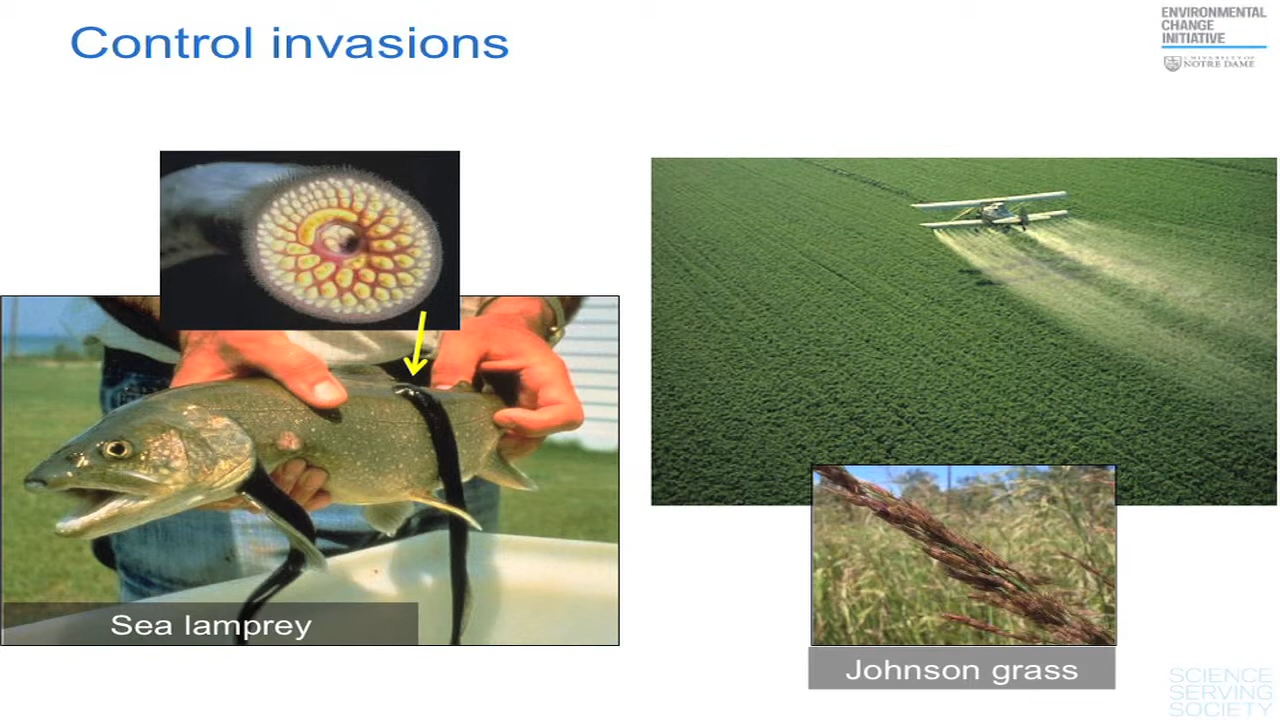 Control invasions
ENVIRONMENTAL
CHANGE
INITIATIVE
UNIVERSITY OF
NOTRE DAME
Sea lamprey
Johnson grass
SCIENCE
SERVING
SOCIETY